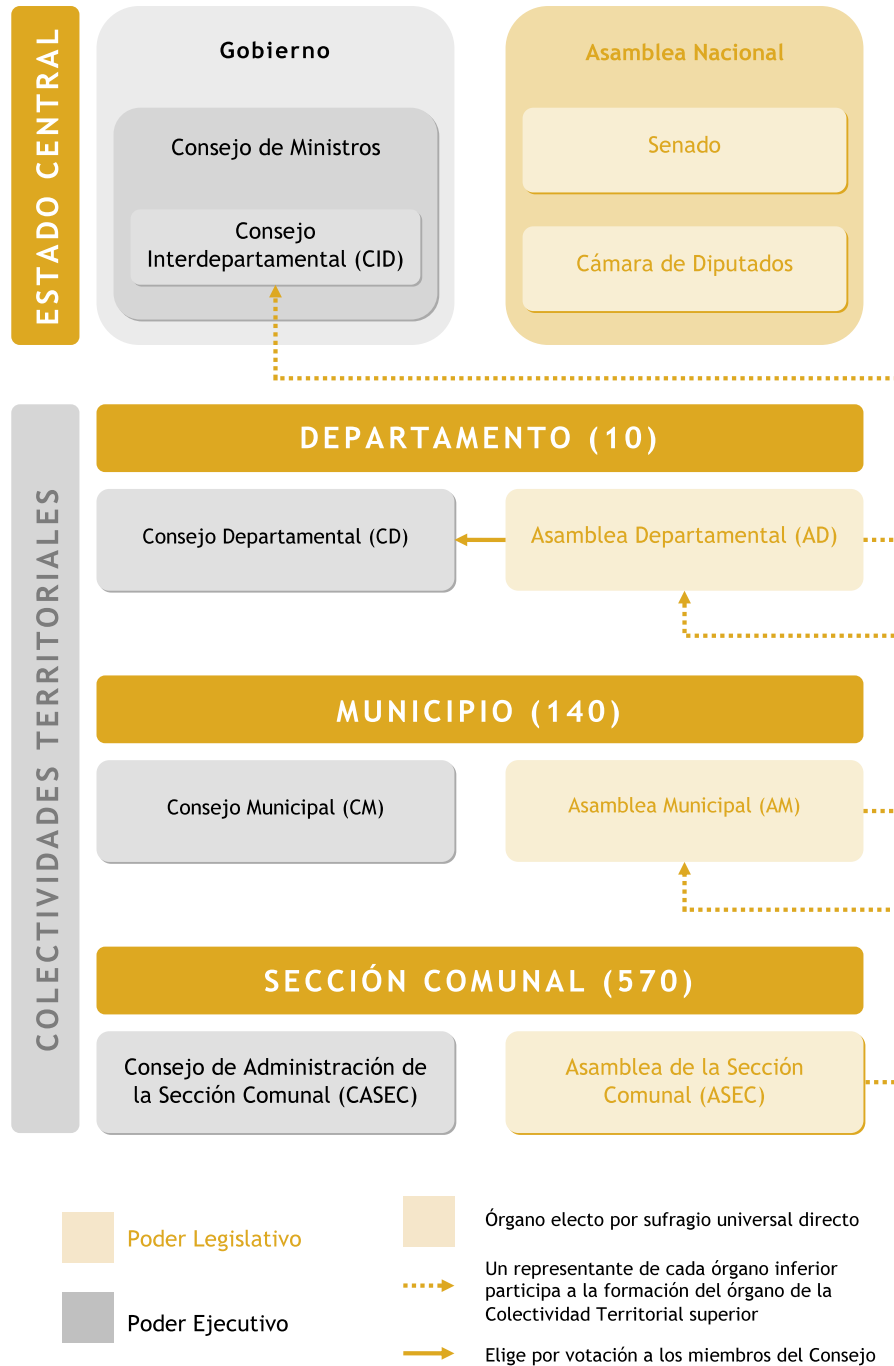 ESTADO CENTRAL
Gobierno
Consejo de Ministros
Consejo
Interdepartamental (CID)
Asamblea Nacional
Senado
Cámara de Diputados
COLECTIVIDADES TERRITORIALES
DEPARTAMENTO (10)
Consejo Departamental (CD)
Asamblea Departamental (AD)
MUNICIPIO (140)
Consejo Municipal (CM)
Asamblea Municipal (AM)
SECCIÓN COMUNAL (570)
Consejo de Administración de
la Sección Comunal (CASEC)
Asamblea de la Sección
Comunal (ASEC)
Poder Legislativo
Poder Ejecutivo
Órgano electo por sufragio universal directo
Un representante de cada órgano inferior
participa a la formación del órgano de la
Colectividad Territorial superior
Elige por votación a los miembros del Consejo